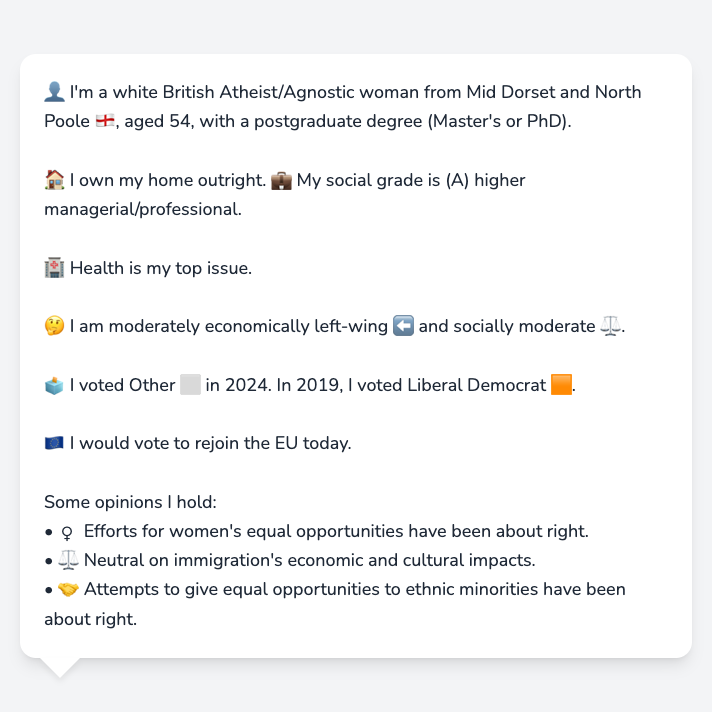 👤 I'm a white British Atheist/Agnostic woman from Mid Dorset and North
Poole 🏴󠁧󠁢󠁥󠁮󠁧󠁿, aged 54, with a postgraduate degree (Master's or PhD).
🏠 I own my home outright. 💼 My social grade is (A) higher
managerial/professional.
🏥 Health is my top issue.
🤔 I am moderately economically left-wing ⬅️ and socially moderate ⚖️.
🗳️ I voted Other ⬜ in 2024. In 2019, I voted Liberal Democrat 🟧.
🇪🇺 I would vote to rejoin the EU today.
Some opinions I hold:
• ♀ Efforts for women's equal opportunities have been about right.
• ⚖️ Neutral on immigration's economic and cultural impacts.
• 🤝 Attempts to give equal opportunities to ethnic minorities have been
about right.